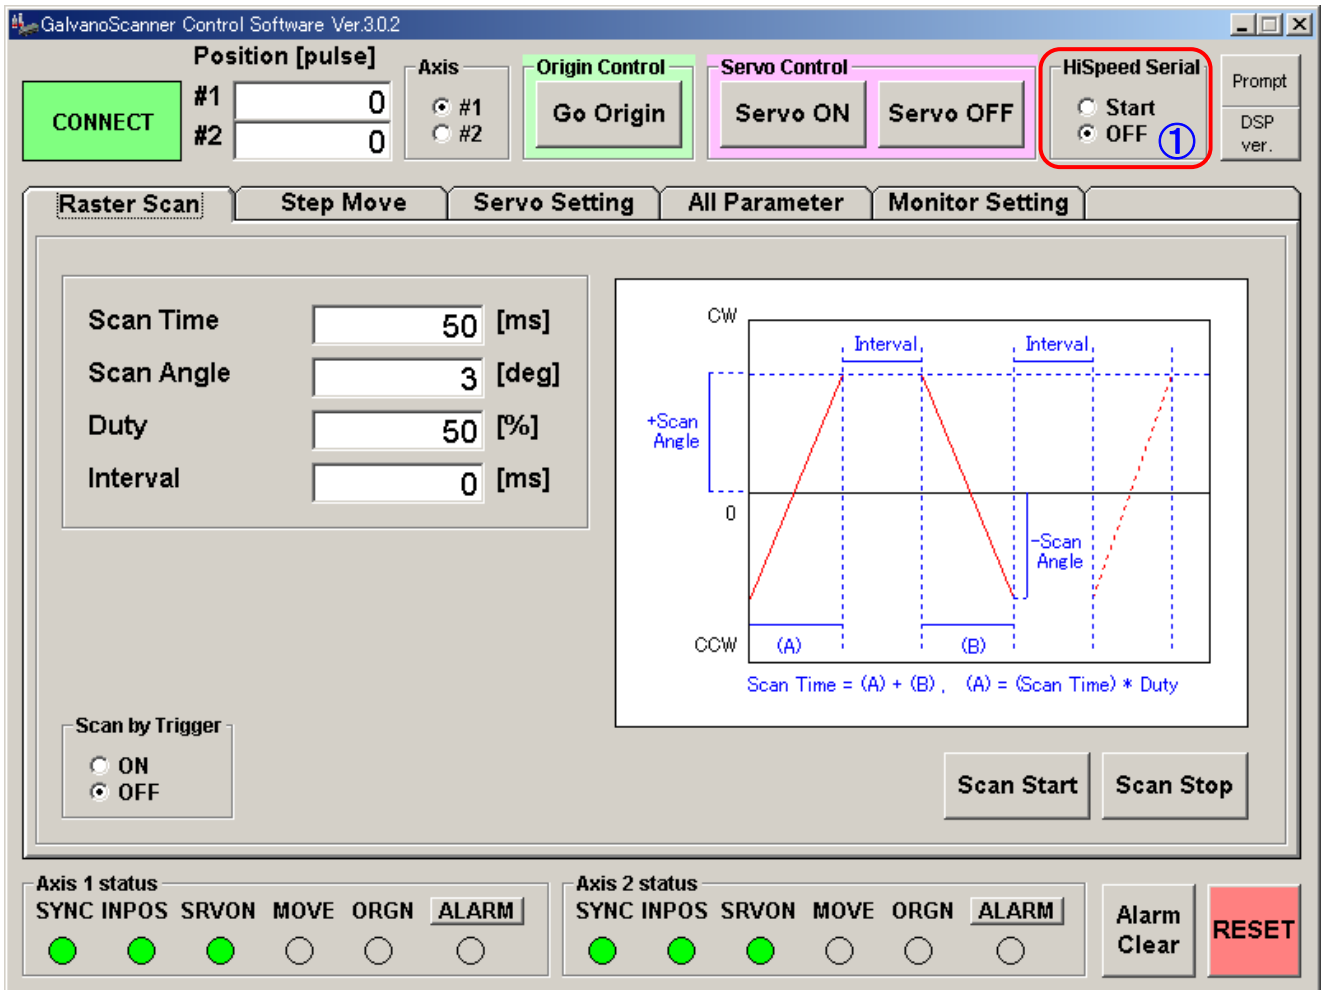 GalvanoScanner Control Software Ver.3.0.2
Position [pulse]
CONNECT
#1 0
#2 0
Axis
#1
#2
Origin Control
Go Origin
Servo Control
Servo ON Servo OFF
HiSpeed Serial
Start
OFF ①
Prompt
DSP
ver.
Raster Scan Step Move Servo Setting All Parameter Monitor Setting
Scan Time 50 [ms]
Scan Angle 3 [deg]
Duty 50 [%]
Interval 0 [ms]
CW
Interval Interval
+Scan
Angle
0
-Scan
Angle
CCW (A) (B)
Scan Time = (A) + (B) , (A) = (Scan Time) * Duty
Scan by Trigger
ON
OFF
Scan Start Scan Stop
Axis 1 status
SYNC INPOS SRVON MOVE ORGN ALARM
Axis 2 status
SYNC INPOS SRVON MOVE ORGN ALARM
Alarm
Clear
RESET